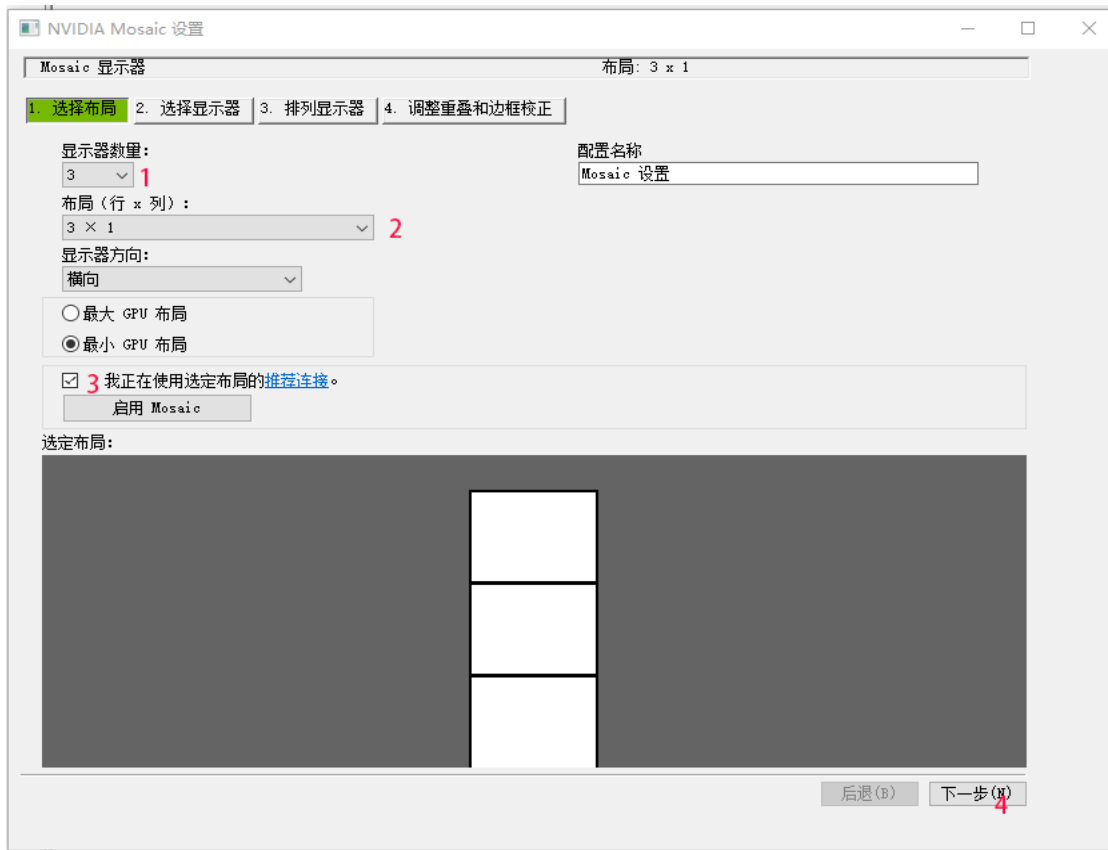 NVIDIA Mosaic 设置
Mosaic 显示器 布局: 3 x 1
1. 选择布局 2. 选择显示器 3. 排列显示器 4. 调整重叠和边框校正
显示器数量: 配置名称
3 1 Mosaic 设置
布局（行 x 列）:
3 × 1 2
显示器方向:
横向
最大 GPU 布局
最小 GPU 布局
3 我正在使用选定布局的推荐连接。
启用 Mosaic
选定布局:
后退(B) 下一步(N)
4